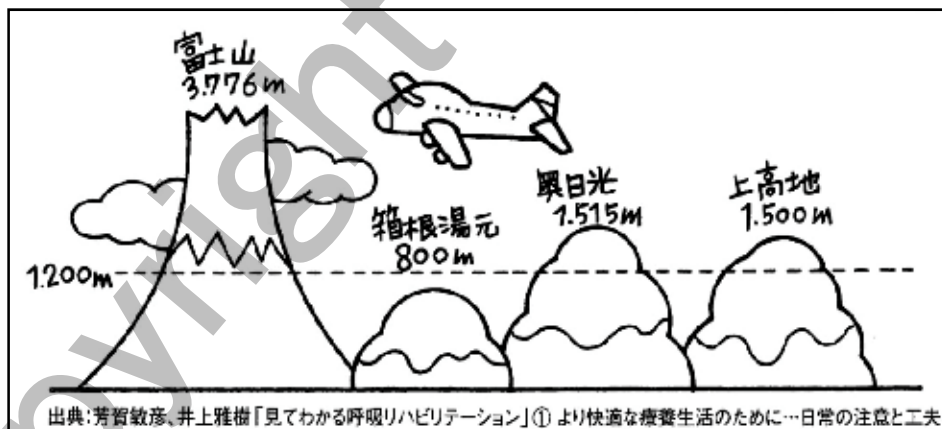 富士山
3.776m
奥日光
1.515m
上高地
1.500m
箱根湯元
800m
1.200m
出典:芳賀敏彦、井上雅樹「見てわかる呼吸リハビリテーション」① より快適な療養生活のために…日常の注意と工夫
pyright